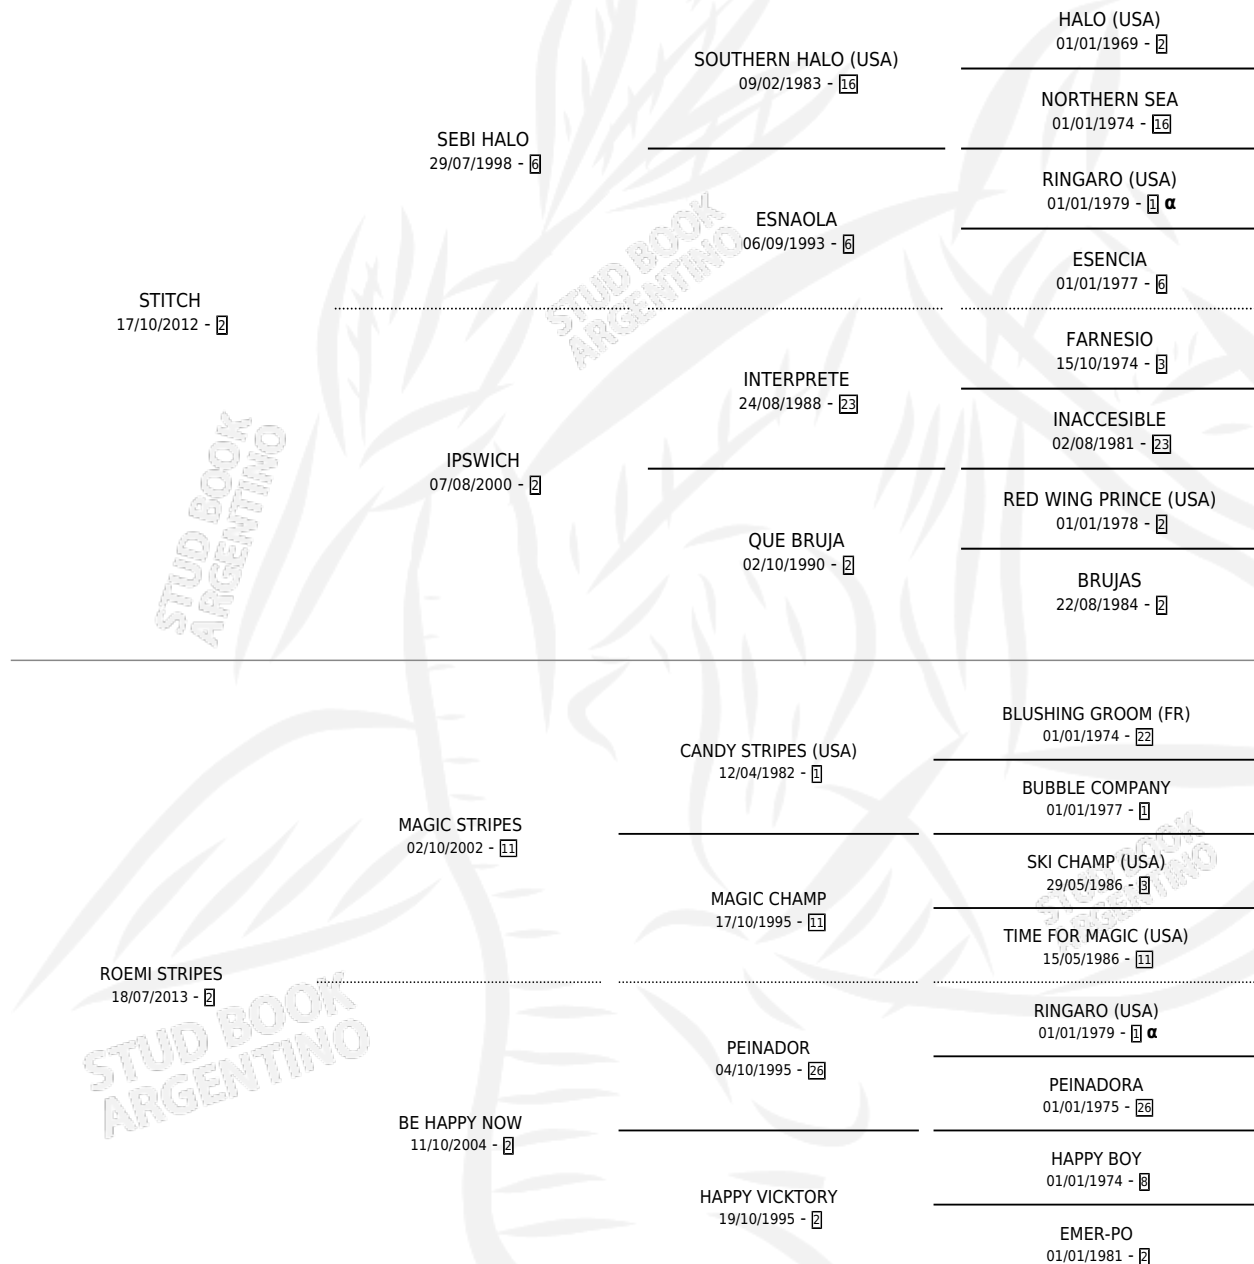 HALO (USA)
01/01/1969 - 2
SOUTHERN HALO (USA)
09/02/1983 - 16
NORTHERN SEA
01/01/1974 - 16
SEBI HALO
29/07/1998 - 6
RINGARO (USA)
01/01/1979 - 1 α
ESNAOLA
06/09/1993 - 6
ESENCIA
01/01/1977 - 6
STUD BOOK
ARGENTINO
STITCH
17/10/2012 - 2
FARNESIO
15/10/1974 - 3
INTERPRETE
24/08/1988 - 23
INACCESIBLE
02/08/1981 - 23
IPSWICH
07/08/2000 - 2
RED WING PRINCE (USA)
01/01/1978 - 2
QUE BRUJA
02/10/1990 - 2
BRUJAS
22/08/1984 - 2
STUD BOOK
ARGENTINO
BLUSHING GROOM (FR)
01/01/1974 - 22
CANDY STRIPES (USA)
12/04/1982 - 1
BUBBLE COMPANY
01/01/1977 - 1
MAGIC STRIPES
02/10/2002 - 11
SKI CHAMP (USA)
29/05/1986 - 3
MAGIC CHAMP
17/10/1995 - 11
TIME FOR MAGIC (USA)
15/05/1986 - 11
STUD BOOK
ARGENTINO
ROEMI STRIPES
18/07/2013 - 2
RINGARO (USA)
01/01/1979 - 1 α
PEINADOR
04/10/1995 - 26
PEINADORA
01/01/1975 - 26
STUD BOOK
ARGENTINO
BE HAPPY NOW
11/10/2004 - 2
HAPPY BOY
01/01/1974 - 8
HAPPY VICKTORY
19/10/1995 - 2
EMER-PO
01/01/1981 - 2